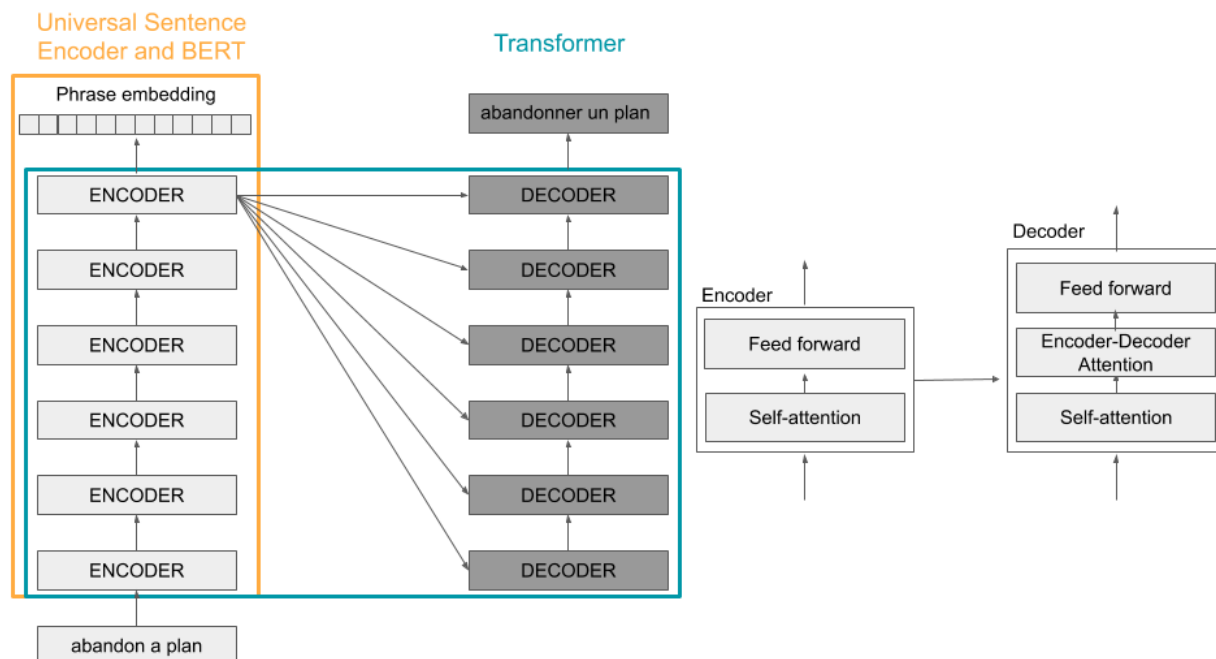 Universal Sentence
Encoder and BERT
Transformer
Phrase embedding
abandonner un plan
ENCODER
ENCODER
ENCODER
ENCODER
ENCODER
ENCODER
abandon a plan
DECODER
DECODER
DECODER
DECODER
DECODER
DECODER
Encoder
Feed forward
Self-attention
Decoder
Feed forward
Encoder-Decoder
Attention
Self-attention